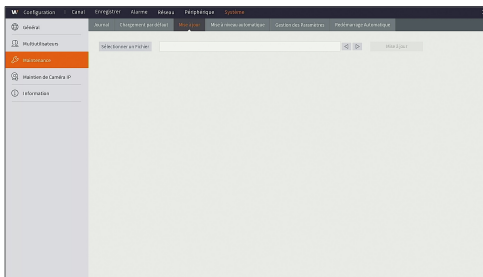 W Configuration | Canal Enregistrer Alarme Réseau Périphérique Système
Général Journal Chargement par défaut Mise à jour Mise à niveau automatique Gestion des Paramètres Redémarrage Automatique
Multiutilisateurs Sélectionner un Fichier Mise à jour
Maintenance
Maintien de Caméra IP
Information